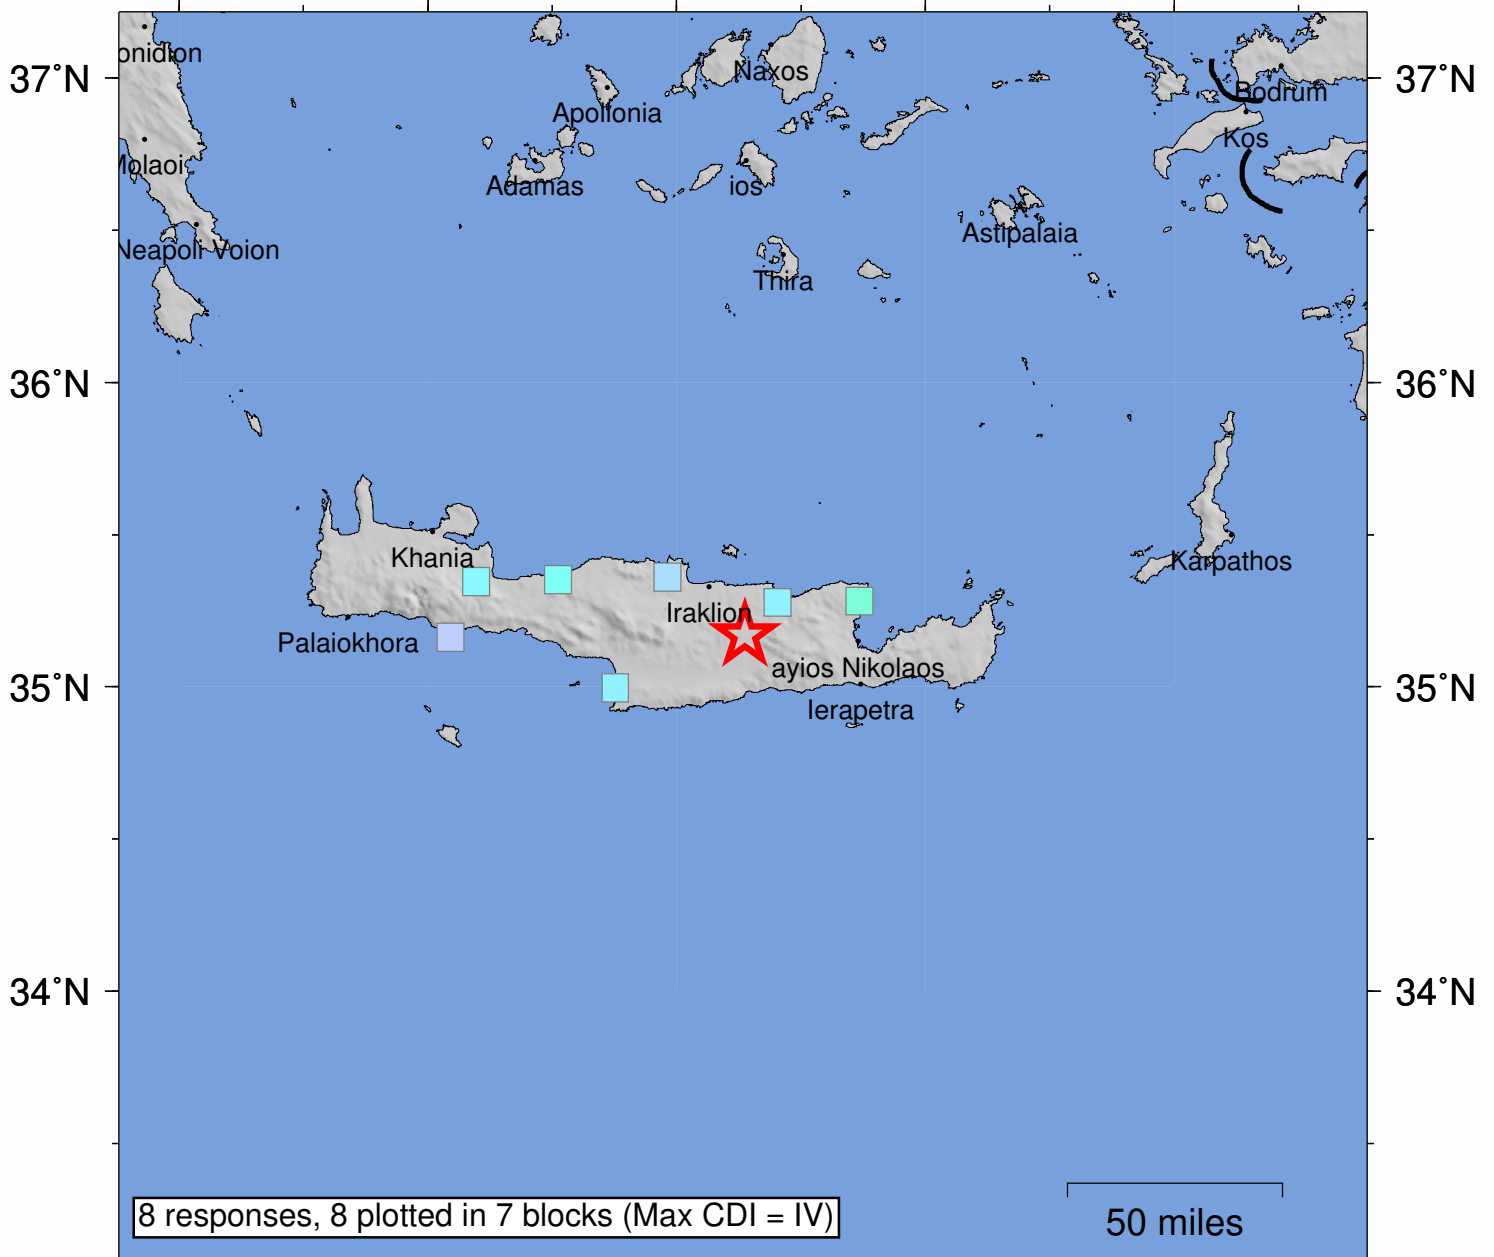 onidion
37°N
Naxos
37°N
Bodrum
Apollonia
Kos
Molaoi
Adamas
ios
Astipalaia
Neapoli Voion
Thira
36°N
36°N
Khania
Karpathos
Iraklion
Palaiokhora
ayios Nikolaos
35°N
35°N
Ierapetra
34°N
34°N
8 responses, 8 plotted in 7 blocks (Max CDI = IV)
50 miles